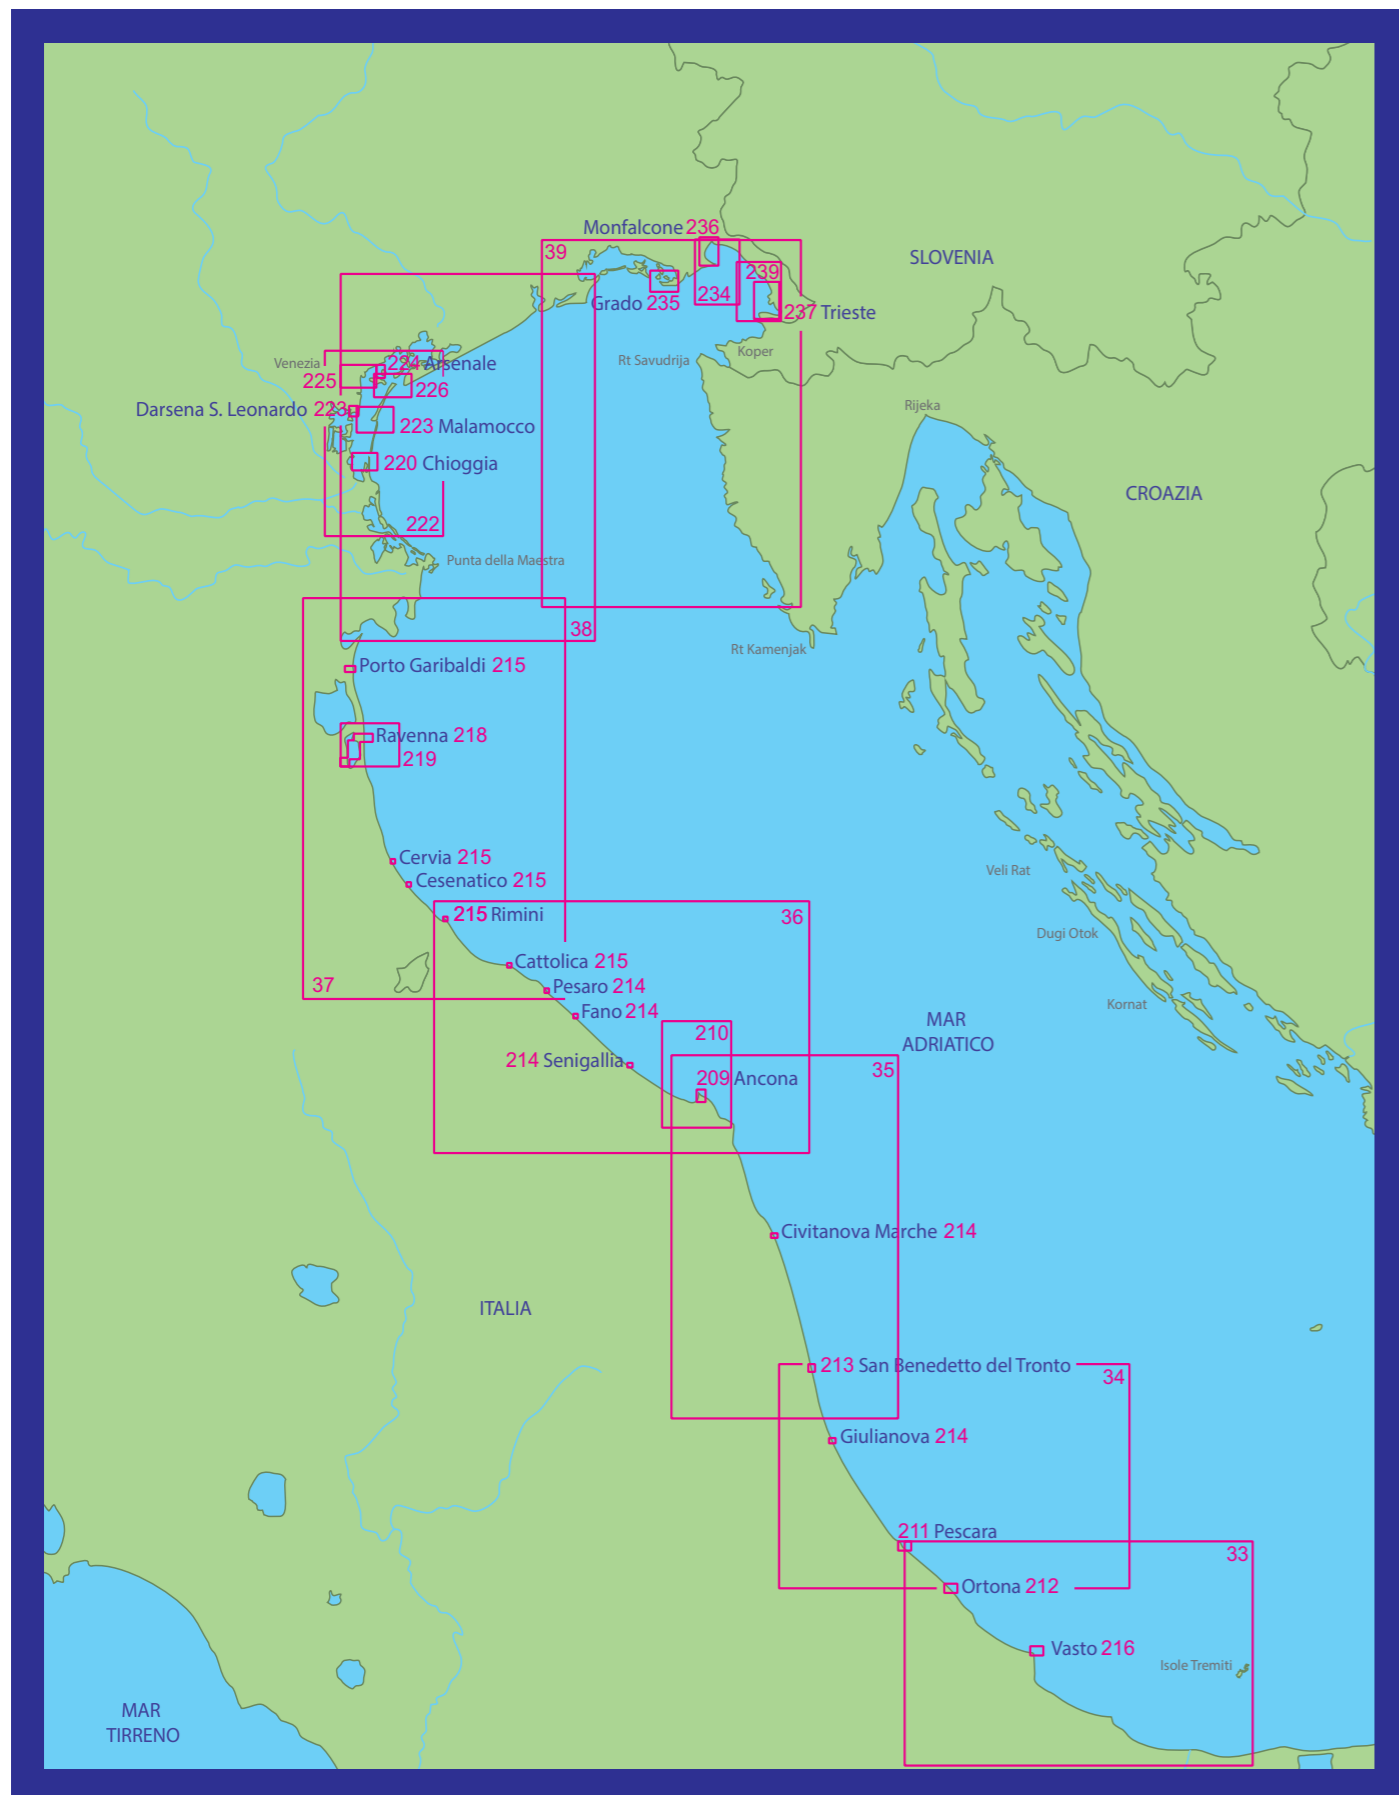 Monfalcone 236
39
SLOVENIA
239
234
Grado 235
237 Trieste
Koper
Rt Savudrija
Venezia
224 Arsenale
225
226
Darsena S. Leonardo 223
223 Malamocco
220 Chioggia
222
Rijeka
CROAZIA
Punta della Maestra
38
Rt Kamenjak
Porto Garibaldi 215
Ravenna 218
219
Cervia 215
Cesenatico 215
Veli Rat
215 Rimini
36
Dugi Otok
Cattolica 215
37
Pesaro 214
Fano 214
Kornat
MAR
ADRIATICO
210
214 Senigallia
35
209 Ancona
Civitanova Marche 214
ITALIA
213 San Benedetto del Tronto
34
Giulianova 214
211 Pescara
33
Ortona 212
Vasto 216
Isole Tremiti
MAR
TIRRENO